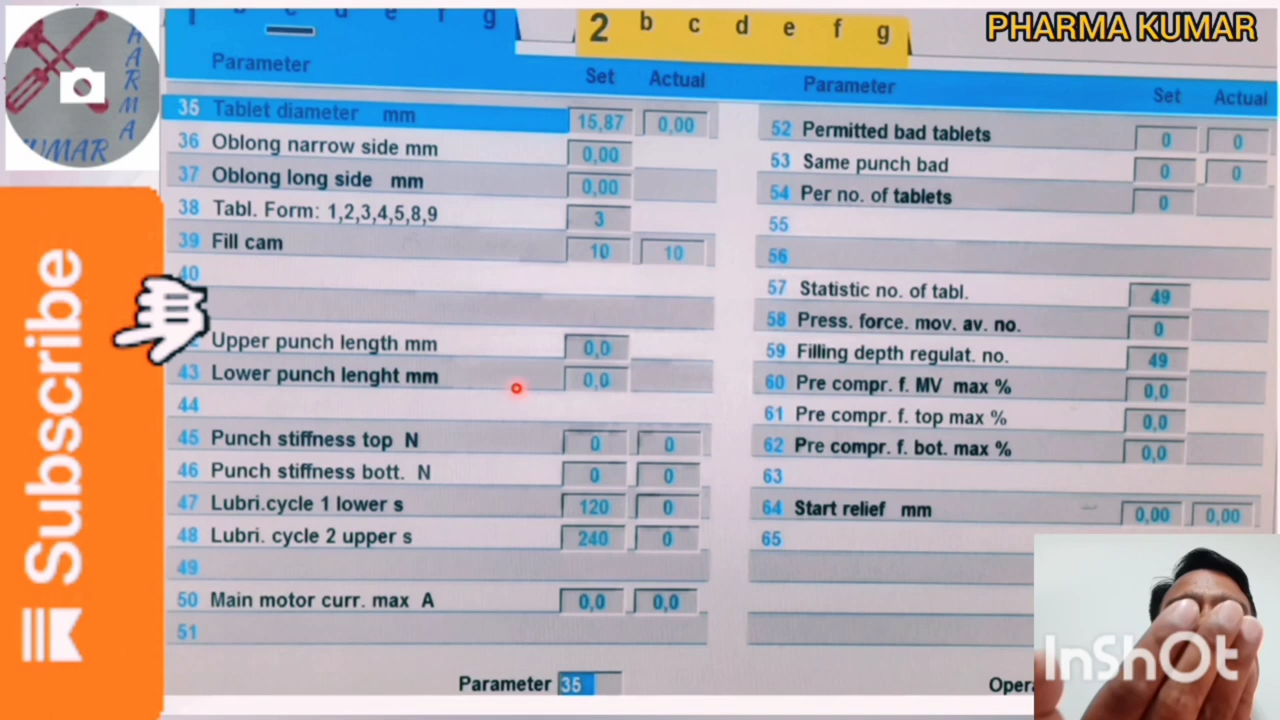 PHARMA KUMAR
ARMA
KUMAR
Subscribe
1 b c d e f g
2 b c d e f g
Parameter Set Actual
35 Tablet diameter mm 15,87 0,00
36 Oblong narrow side mm 0,00
37 Oblong long side mm 0,00
38 Tabl. Form: 1,2,3,4,5,8,9 3
39 Fill cam 10 10
40
Upper punch length mm 0,0
43 Lower punch lenght mm 0,0
44
45 Punch stiffness top N 0 0
46 Punch stiffness bott. N 0 0
47 Lubri.cycle 1 lower s 120 0
48 Lubri. cycle 2 upper s 240 0
49
50 Main motor curr. max A 0,0 0,0
51
Parameter Set Actual
52 Permitted bad tablets 0 0
53 Same punch bad 0 0
54 Per no. of tablets 0
55
56
57 Statistic no. of tabl. 49
58 Press. force. mov. av. no. 0
59 Filling depth regulat. no. 49
60 Pre compr. f. MV max % 0,0
61 Pre compr. f. top max % 0,0
62 Pre compr. f. bot. max % 0,0
63
64 Start relief mm 0,00 0,00
65
Parameter 35
Opera
InShOt